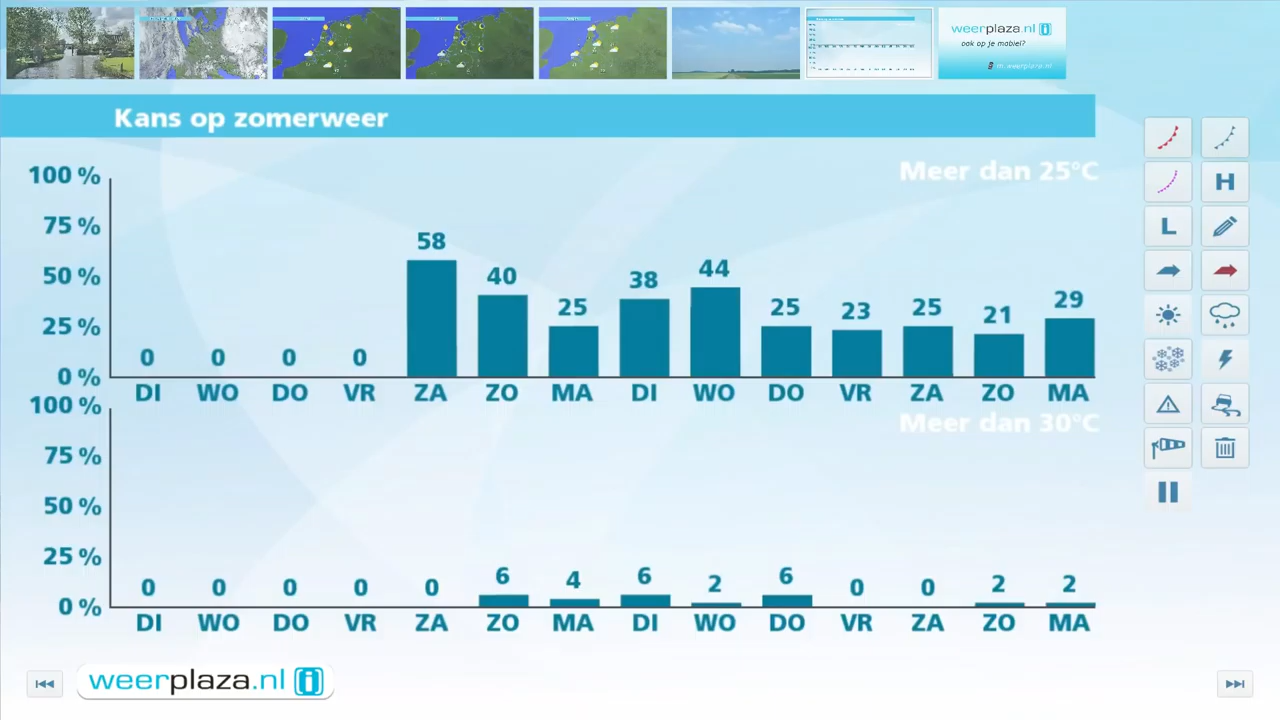 weerplaza.nl i
ook op je mobiel?
m.weerplaza.nl
Kans op zomerweer
Meer dan 25°C
100 %
75 %
50 %
25 %
0 %
0 0 0 0 58 40 25 38 44 25 23 25 21 29
DI WO DO VR ZA ZO MA DI WO DO VR ZA ZO MA
Meer dan 30°C
100 %
75 %
50 %
25 %
0 %
0 0 0 0 0 6 4 6 2 6 0 0 2 2
DI WO DO VR ZA ZO MA DI WO DO VR ZA ZO MA
H
L
weerplaza.nl i